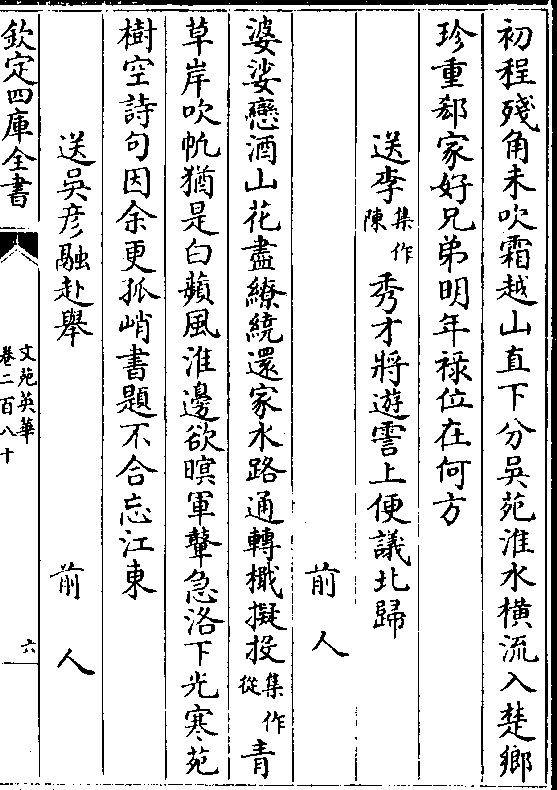 初程殘角未吹霜越山直下分吳苑淮水橫流入楚鄉
珍重郄家好兄弟明年祿位在何方
送李集作陳秀才將遊霅上便議北歸
前人
婆娑戀酒山花盡繚繞還家水路通轉檝擬投集作從青
草岸吹帆猶是白蘋風淮邊欲暝軍鼙急洛下光寒苑
樹空詩句因余更孤峭書題不合忘江東
送吳彥融赴舉
前人
欽定四庫全書
文苑英華
卷二百八十
六